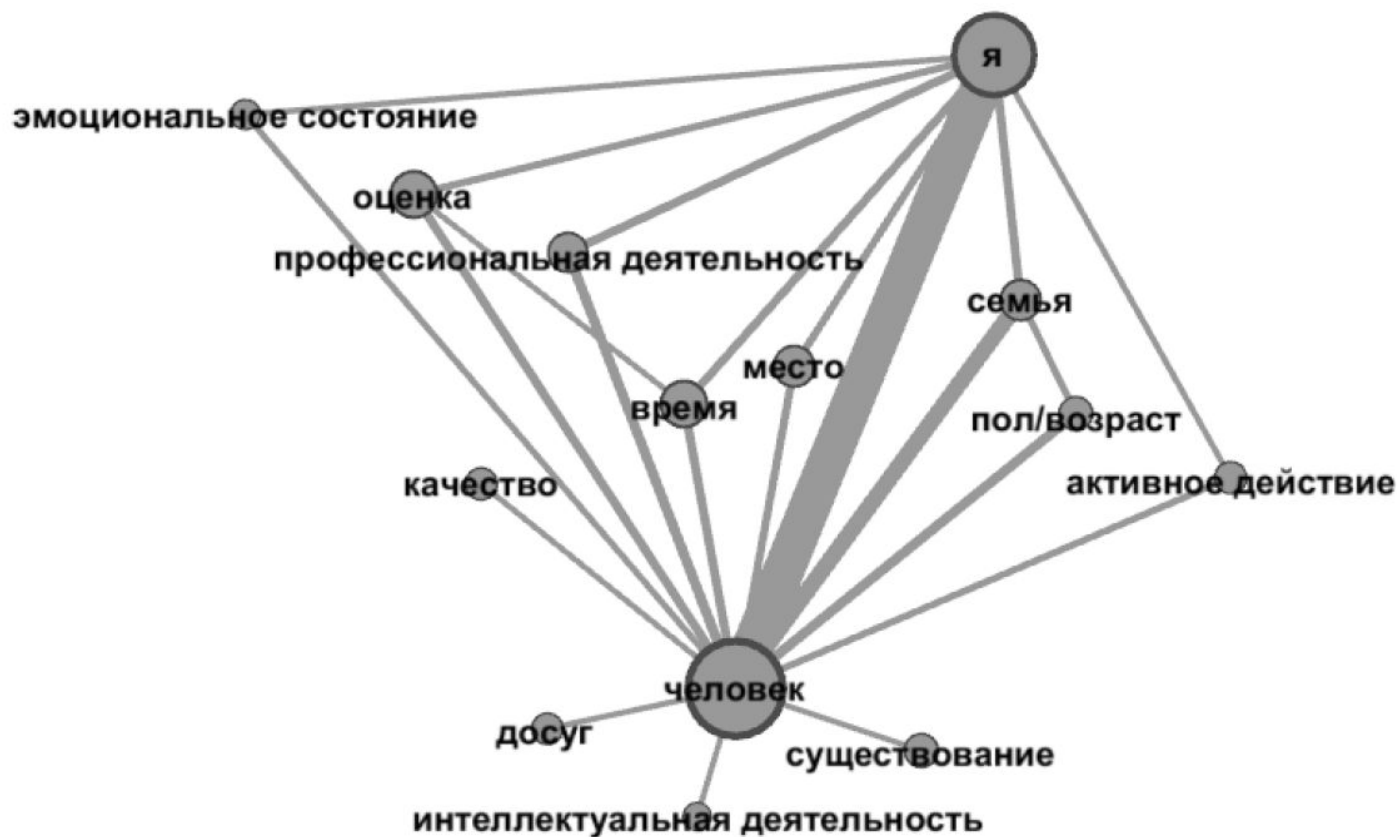 я
эмоциональное состояние
оценка
профессиональная деятельность
семья
место
время
пол/возраст
качество
активное действие
человек
досуг
существование
интеллектуальная деятельность